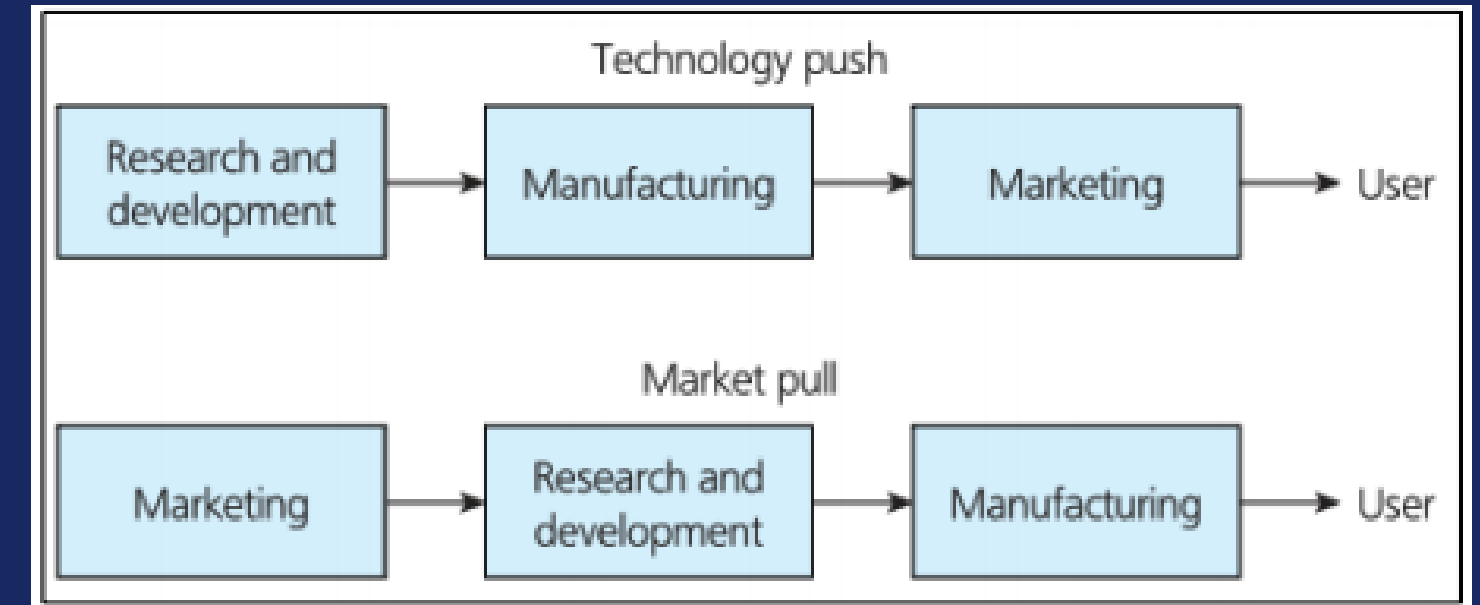 Technology push
Research and
development
Manufacturing
Marketing
User
Market pull
Marketing
Research and
development
Manufacturing
User